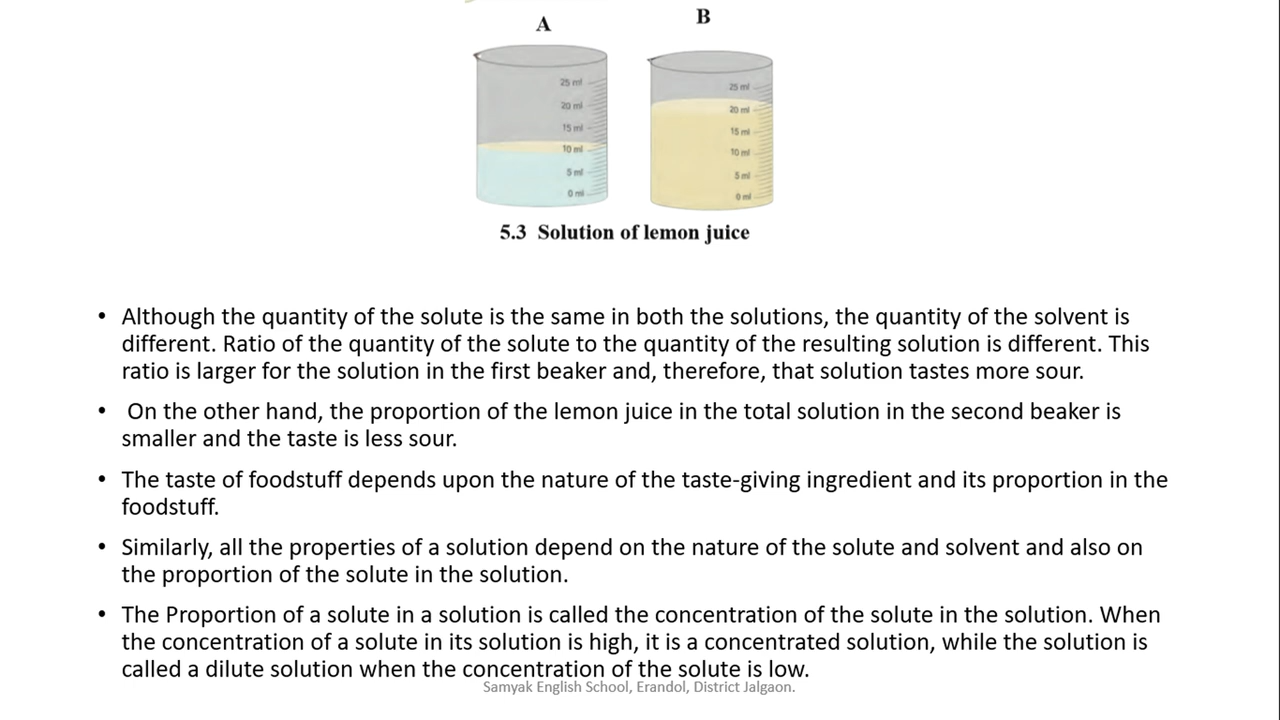 A
B
25 ml
20 ml
15 ml
10 ml
5 ml
0 ml
25 ml
20 ml
15 ml
10 ml
5 ml
0 ml
5.3 Solution of lemon juice
• Although the quantity of the solute is the same in both the solutions, the quantity of the solvent is
different. Ratio of the quantity of the solute to the quantity of the resulting solution is different. This
ratio is larger for the solution in the first beaker and, therefore, that solution tastes more sour.
• On the other hand, the proportion of the lemon juice in the total solution in the second beaker is
smaller and the taste is less sour.
• The taste of foodstuff depends upon the nature of the taste-giving ingredient and its proportion in the
foodstuff.
• Similarly, all the properties of a solution depend on the nature of the solute and solvent and also on
the proportion of the solute in the solution.
• The Proportion of a solute in a solution is called the concentration of the solute in the solution. When
the concentration of a solute in its solution is high, it is a concentrated solution, while the solution is
called a dilute solution when the concentration of the solute is low.
Samyak English School, Erandol, District Jalgaon.